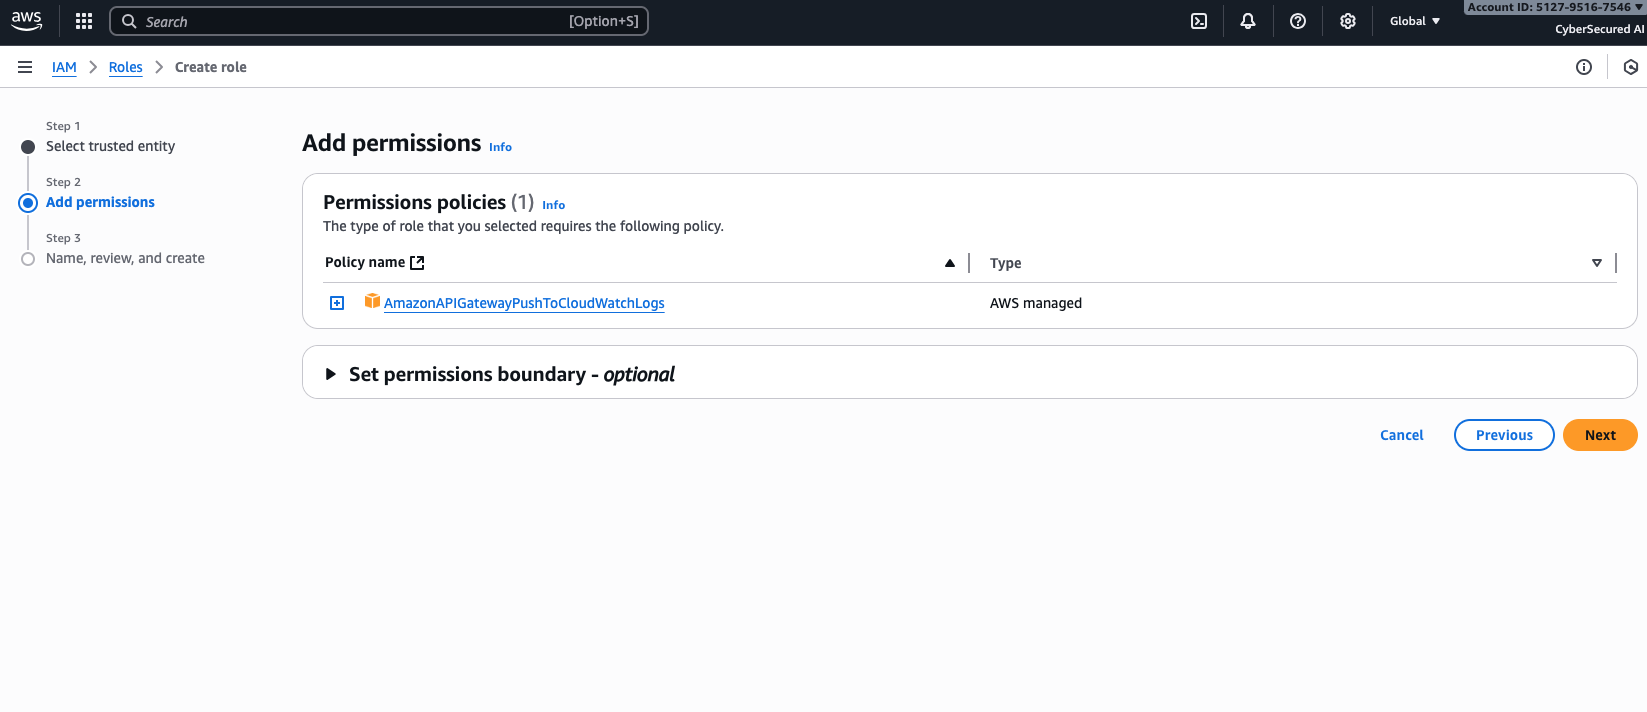 aws
Search [Option+S]
Global
Account ID: 5127-9516-7546
CyberSecured AI
IAM
Roles
Create role
Step 1
Select trusted entity
Step 2
Add permissions
Step 3
Name, review, and create
Add permissions Info
Permissions policies (1) Info
The type of role that you selected requires the following policy.
Policy name
Type
AmazonAPIGatewayPushToCloudWatchLogs
AWS managed
Set permissions boundary - optional
Cancel
Previous
Next